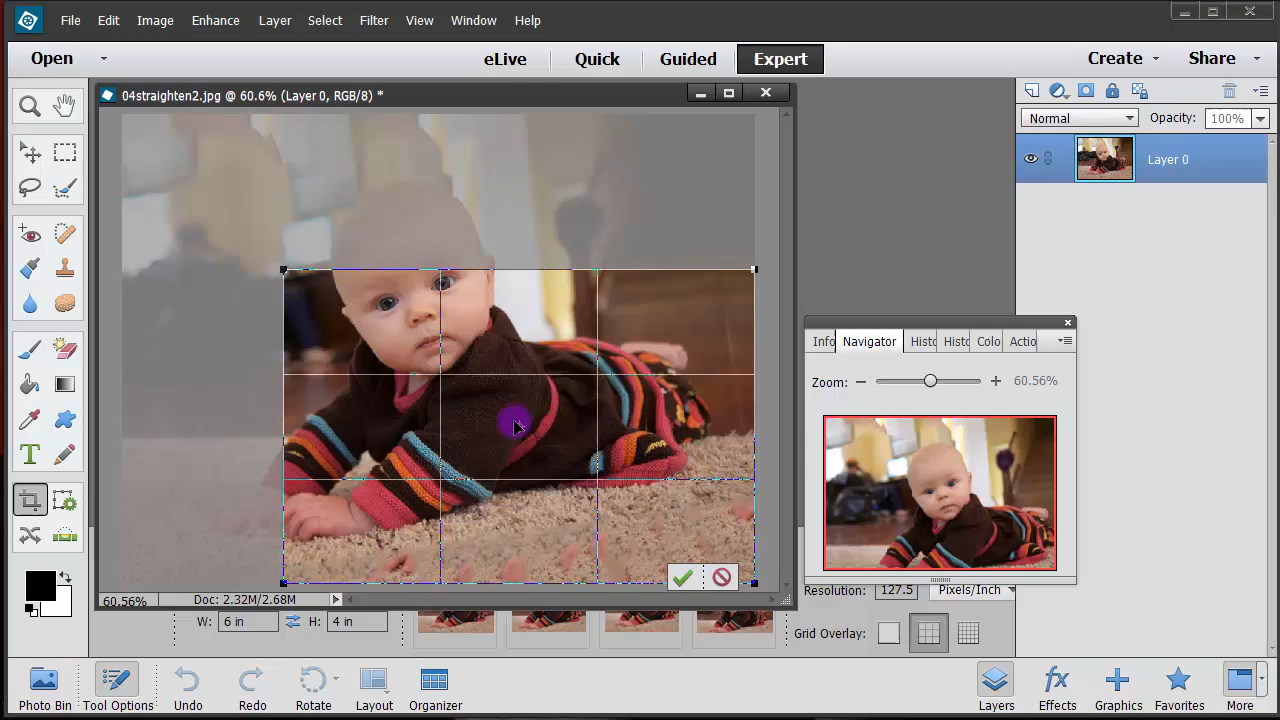 File Edit Image Enhance Layer Select Filter View Window Help
Open eLive Quick Guided Expert Create Share
04straighten2.jpg @ 60.6% (Layer 0, RGB/8) *
Normal Opacity: 100%
Layer 0
Info Navigator Histo Histo Colo Actio
Zoom: 60.56%
60.56% Doc: 2.32M/2.68M
Resolution: 127.5 Pixels/Inch
W: 6 in H: 4 in
Grid Overlay:
Photo Bin Tool Options Undo Redo Rotate Layout Organizer Layers Effects Graphics Favorites More